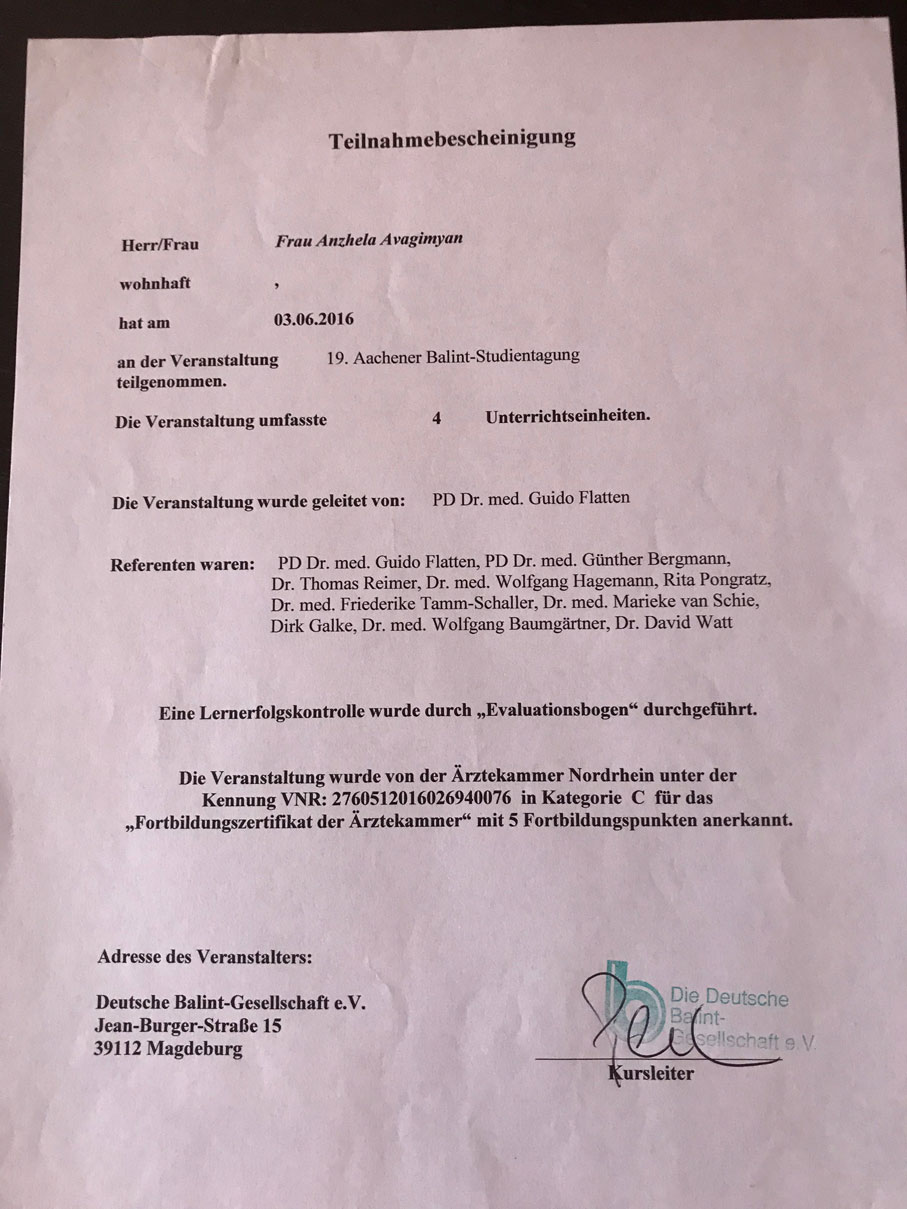 Teilnahmebescheinigung
Herr/Frau Frau Anzhela Avagimyan
wohnhaft ,
hat am 03.06.2016
an der Veranstaltung 19. Aachener Balint-Studientagung
teilgenommen.
Die Veranstaltung umfasste 4 Unterrichtseinheiten.
Die Veranstaltung wurde geleitet von: PD Dr. med. Guido Flatten
Referenten waren: PD Dr. med. Guido Flatten, PD Dr. med. Günther Bergmann,
Dr. Thomas Reimer, Dr. med. Wolfgang Hagemann, Rita Pongratz,
Dr. med. Friederike Tamm-Schaller, Dr. med. Marieke van Schie,
Dirk Galke, Dr. med. Wolfgang Baumgärtner, Dr. David Watt
Eine Lernerfolgskontrolle wurde durch „Evaluationsbogen“ durchgeführt.
Die Veranstaltung wurde von der Ärztekammer Nordrhein unter der
Kennung VNR: 2760512016026940076 in Kategorie C für das
„Fortbildungszertifikat der Ärztekammer“ mit 5 Fortbildungspunkten anerkannt.
Adresse des Veranstalters:
Deutsche Balint-Gesellschaft e.V.
Jean-Burger-Straße 15
39112 Magdeburg
Die Deutsche
Balint-
Gesellschaft e.V.
Kursleiter